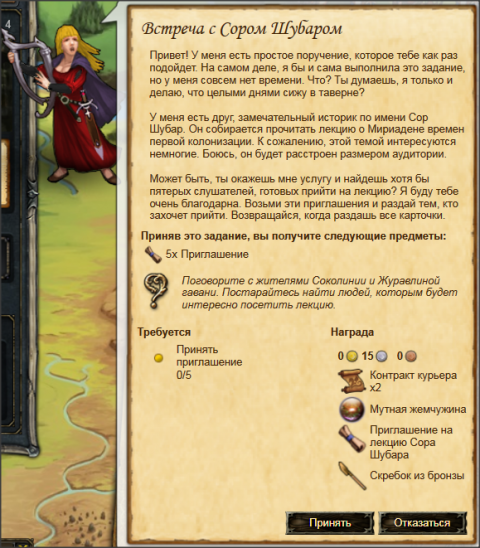 4
Встреча с Сором Шубаром
Привет! У меня есть простое поручение, которое тебе как раз
подойдет. На самом деле, я бы и сама выполнила это задание,
но у меня совсем нет времени. Что? Ты думаешь, я только и
делаю, что целыми днями сижу в таверне?
У меня есть друг, замечательный историк по имени Сор
Шубар. Он собирается прочитать лекцию о Мириадене времен
первой колонизации. К сожалению, этой темой интересуются
немногие. Боюсь, он будет расстроен размером аудитории.
Может быть, ты окажешь мне услугу и найдешь хотя бы
пятерых слушателей, готовых прийти на лекцию? Я буду тебе
очень благодарна. Возьми эти приглашения и раздай тем, кто
захочет прийти. Возвращайся, когда раздашь все карточки.
Приняв это задание, вы получите следующие предметы:
5x Приглашение
Поговорите с жителями Соколинии и Журавлиной
гавани. Постарайтесь найти людей, которым будет
интересно посетить лекцию.
Требуется
Принять
приглашение
0/5
Награда
0 15 0
Контракт курьера
x2
Мутная жемчужина
Приглашение на
лекцию Сора
Шубара
Скребок из бронзы
Принять
Отказаться